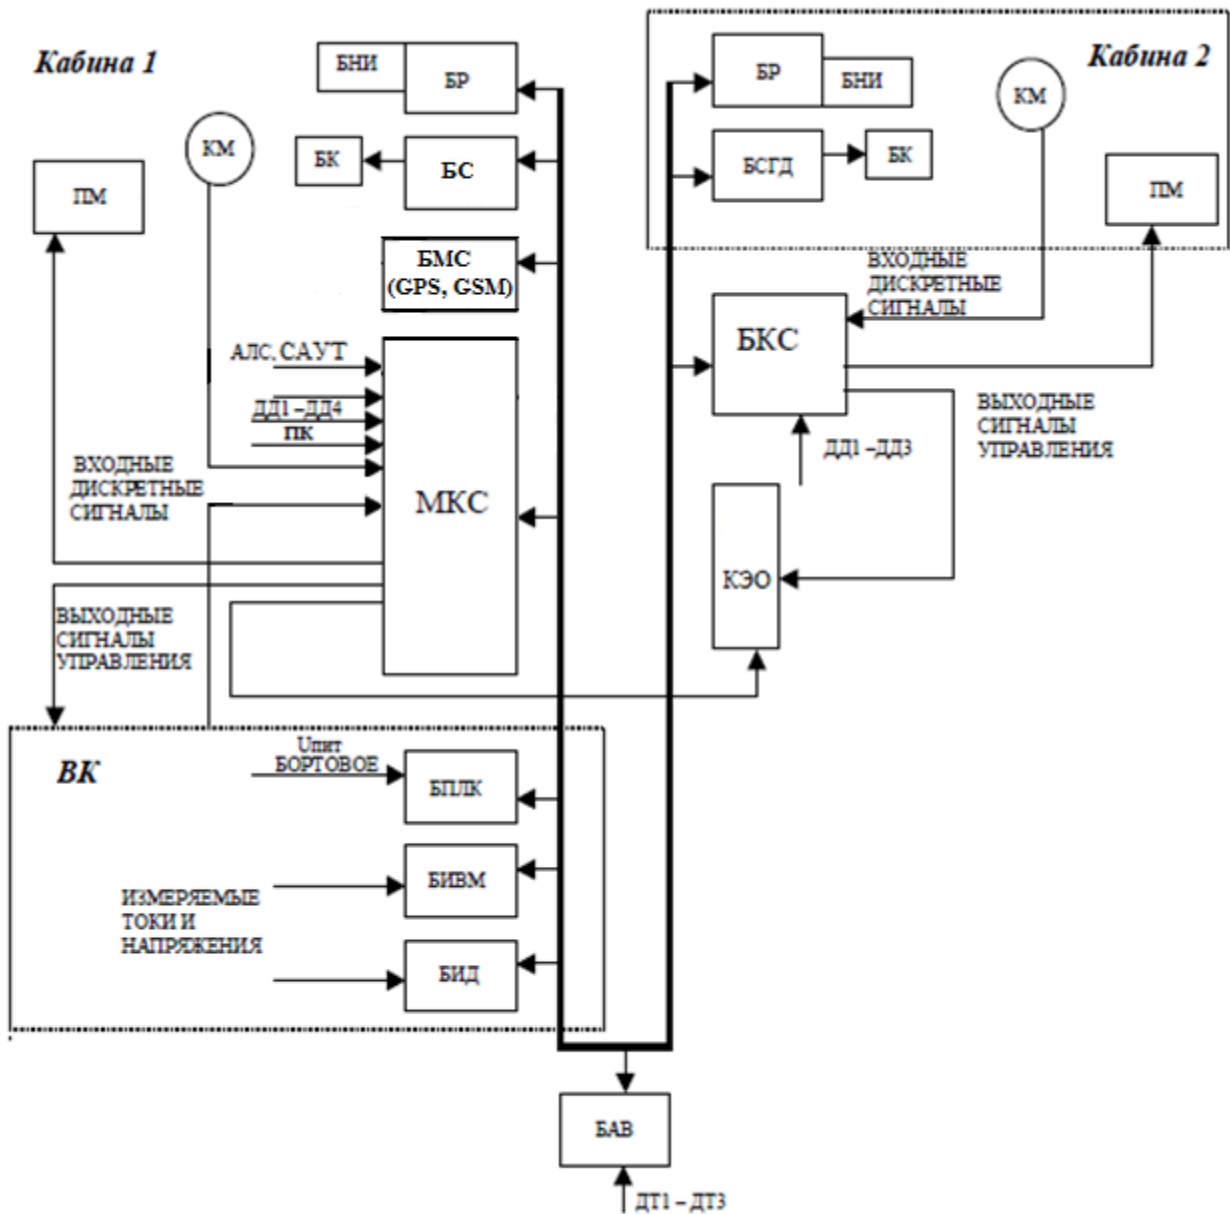 Кабина 1
БНИ
БР
КМ
БК
БС
ПМ
БМС
(GPS, GSM)
АЛС, САУТ
ДД1 –ДД4
ПК
ВХОДНЫЕ
ДИСКРЕТНЫЕ
СИГНАЛЫ
МКС
ВЫХОДНЫЕ
СИГНАЛЫ
УПРАВЛЕНИЯ
Кабина 2
БР
БНИ
КМ
БСГД
БК
ПМ
ВХОДНЫЕ
ДИСКРЕТНЫЕ
СИГНАЛЫ
БКС
ВЫХОДНЫЕ
СИГНАЛЫ
УПРАВЛЕНИЯ
ДД1 –ДД3
КЭО
ВК
Uпит
БОРТОВОЕ
БПЛК
БИВМ
ИЗМЕРЯЕМЫЕ
ТОКИ И
НАПРЯЖЕНИЯ
БИД
БАВ
ДТ1 – ДТ3